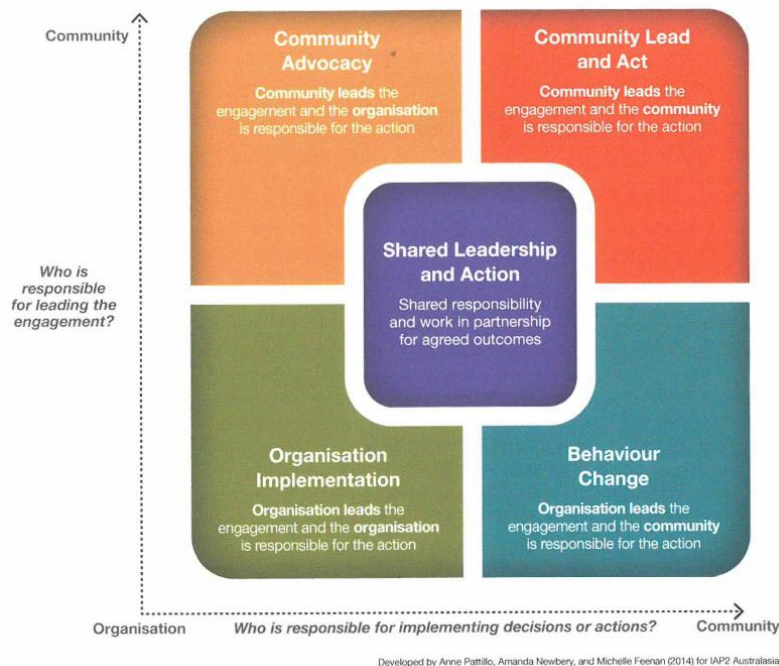 Community
Community
Advocacy
Community leads the
engagement and the organisation
is responsible for the action
Community Lead
and Act
Community leads the
engagement and the community
is responsible for the action
Who is
responsible
for leading the
engagement?
Shared Leadership
and Action
Shared responsibility
and work in partnership
for agreed outcomes
Organisation
Implementation
Organisation leads the
engagement and the organisation
is responsible for the action
Behaviour
Change
Organisation leads the
engagement and the community
is responsible for the action
Organisation
Who is responsible for implementing decisions or actions?
Community
Developed by Anne Pattillo, Amanda Newbery, and Michelle Feenan (2014) for IAP2 Australasia